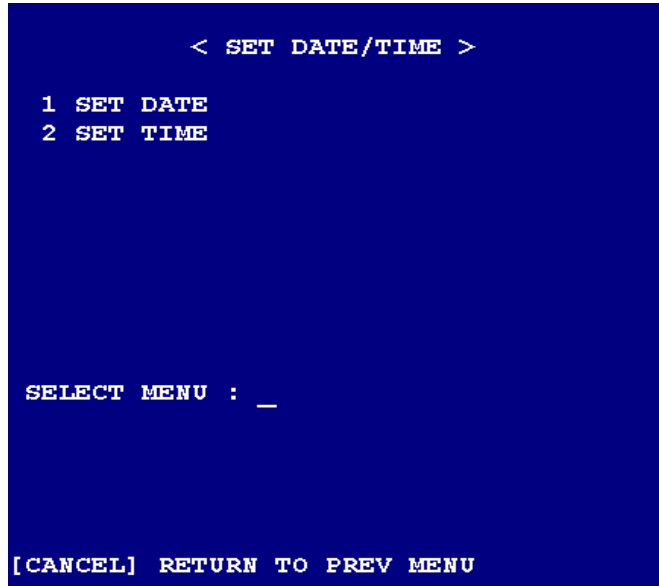 < SET DATE/TIME >
1 SET DATE
2 SET TIME
SELECT MENU : _
[CANCEL] RETURN TO PREV MENU